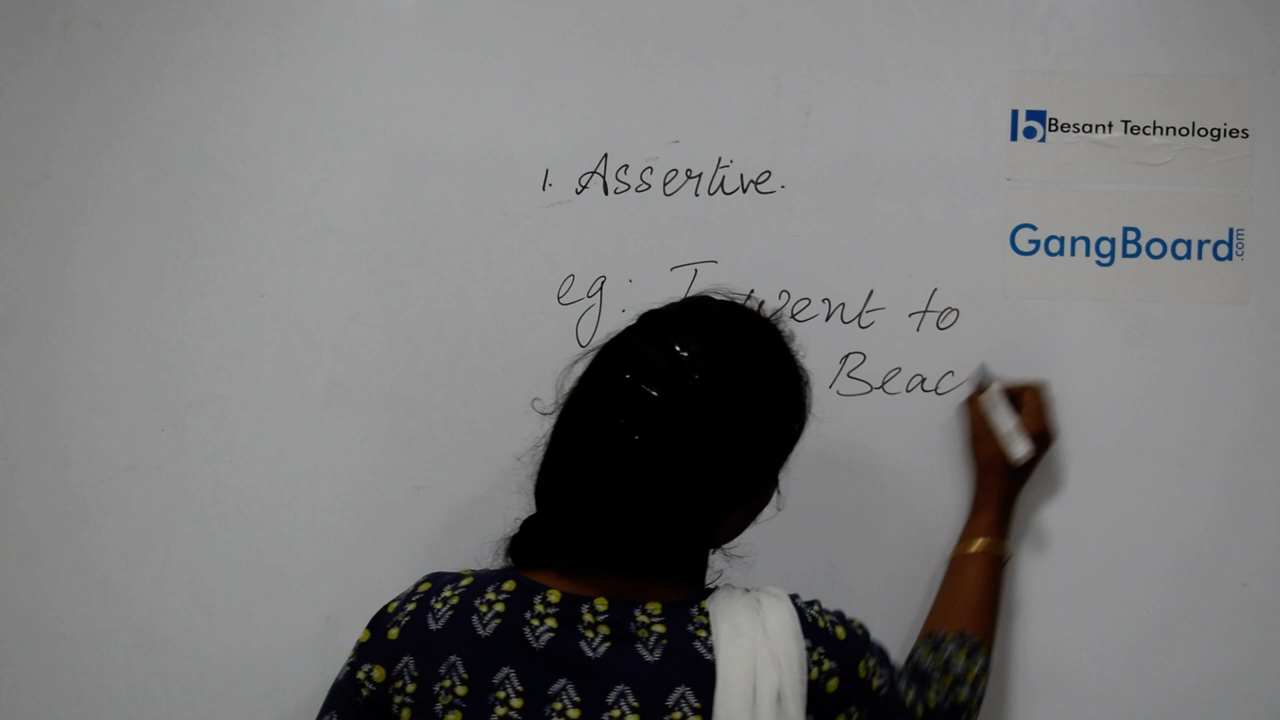 Besant Technologies
GangBoard.com
1. Assertive.
eg: I went to
Beac